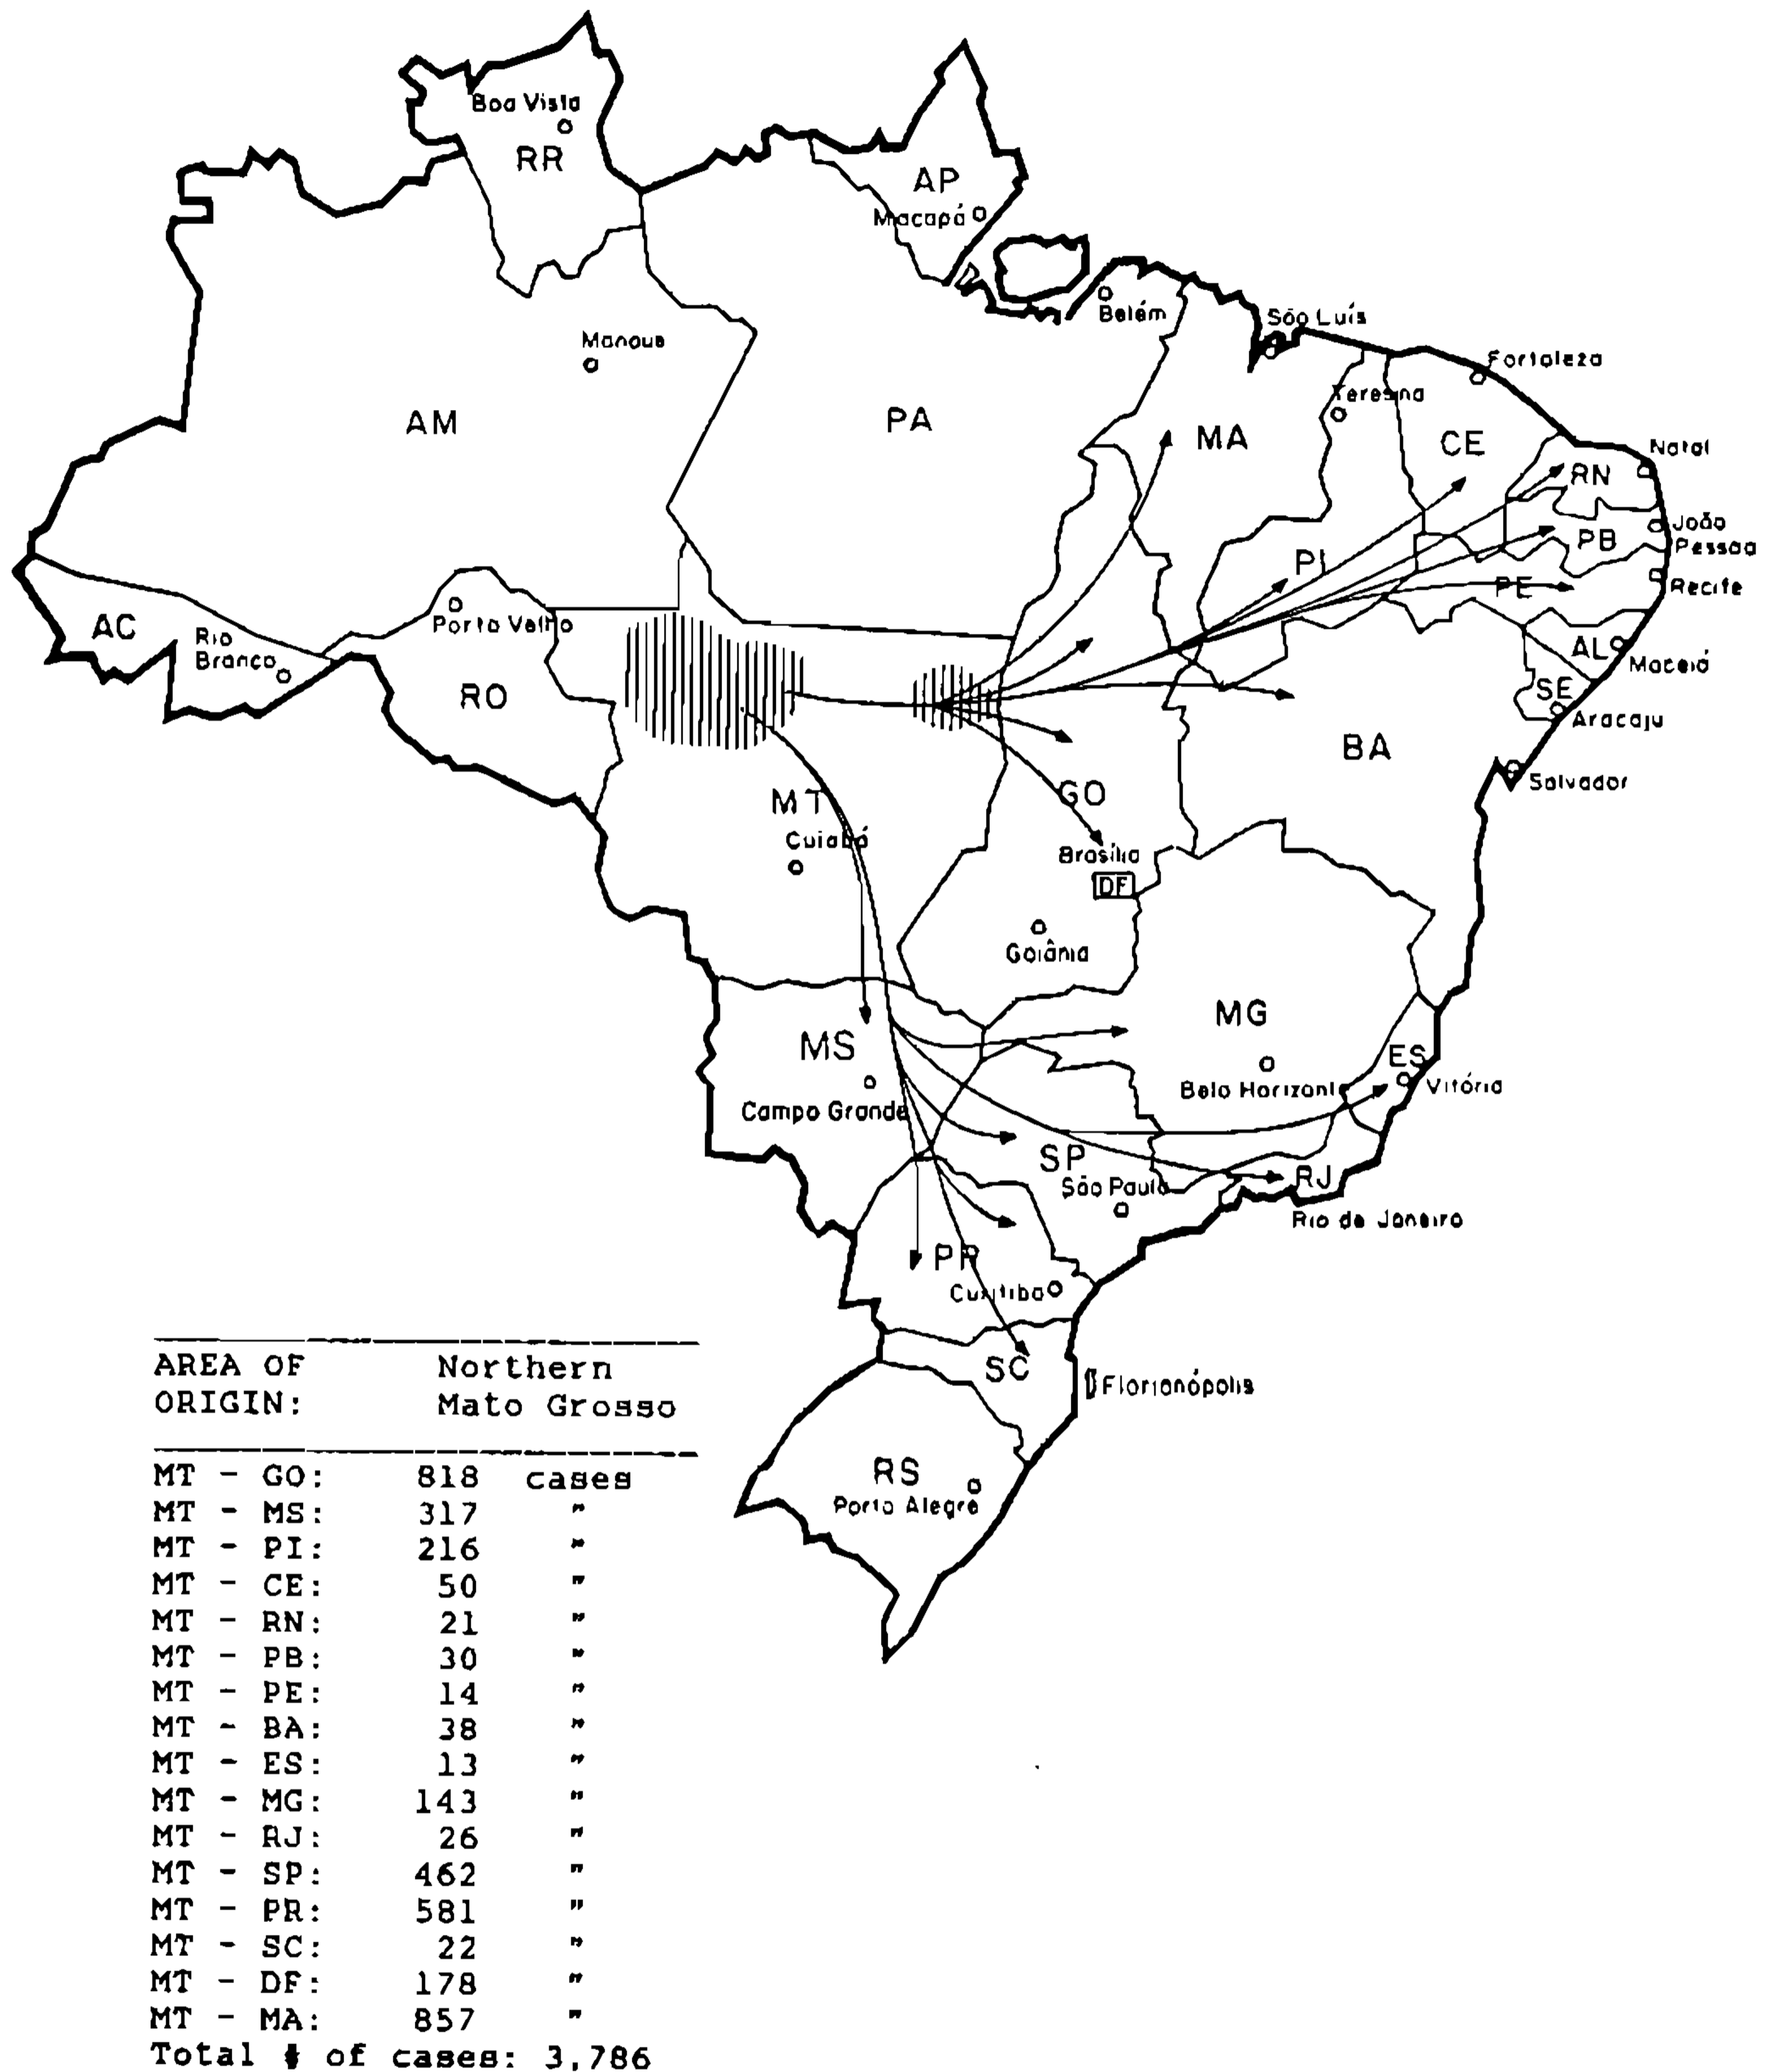 Boa Vista
RR
AP
Macapá
Belém
São Luís
Manaus
Fortaleza
Teresina
AM
PA
MA
CE
Natal
RN
João
Pessoa
PB
PI
PE
Recife
Porto Velho
AC
Rio
Branco
AL
Maceió
RO
SE
Aracaju
BA
Salvador
MT
GO
Cuiabá
Brasília
DF
Goiânia
MG
MS
ES
Belo Horizont
Vitória
Campo Grande
SP
São Paulo
RJ
Rio de Janeiro
PR
Curitiba
SC
Florianópolis
RS
Porto Alegre
AREA OF Northern
ORIGIN: Mato Grosso
MT - GO: 818 cases
MT - MS: 317 "
MT - PI: 216 "
MT - CE: 50 "
MT - RN: 21 "
MT - PB: 30 "
MT - PE: 14 "
MT - BA: 38 "
MT - ES: 13 "
MT - MG: 143 "
MT - RJ: 26 "
MT - SP: 462 "
MT - PR: 581 "
MT - SC: 22 "
MT - DF: 178 "
MT - MA: 857 "
Total # of cases: 3,786